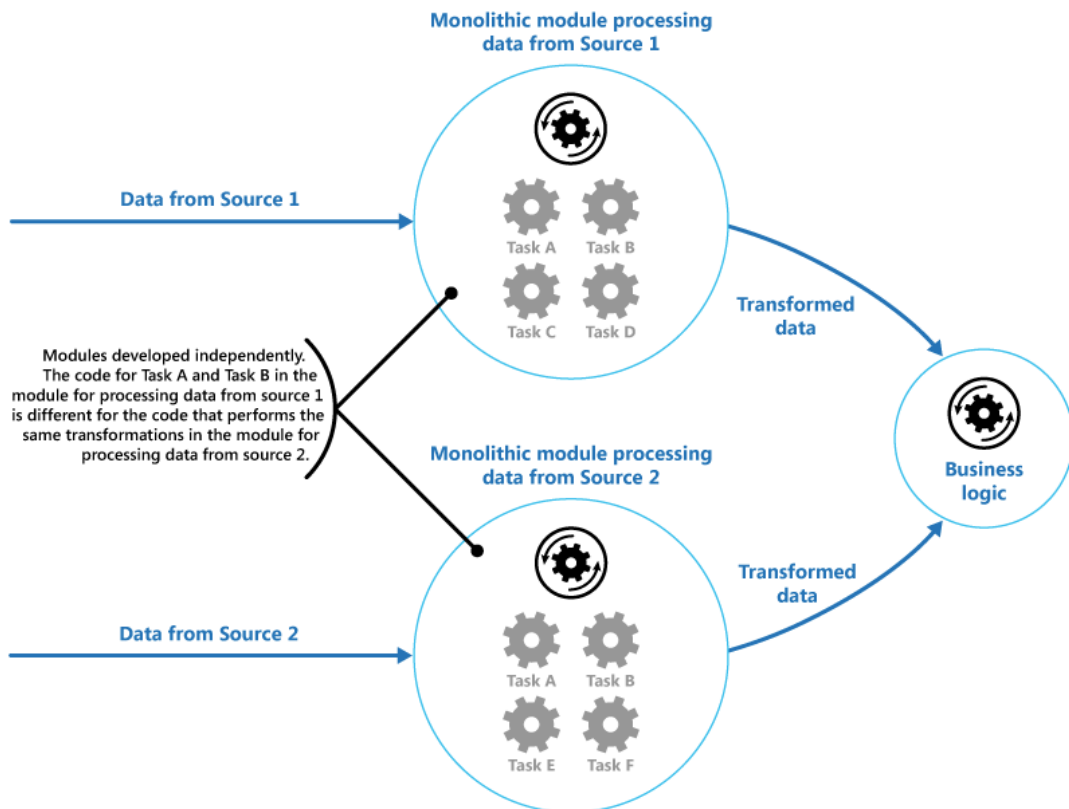 Monolithic module processing
data from Source 1
Data from Source 1
Task A
Task B
Task C
Task D
Transformed
data
Modules developed independently.
The code for Task A and Task B in the
module for processing data from source 1
is different for the code that performs the
same transformations in the module for
processing data from source 2.
Business
logic
Monolithic module processing
data from Source 2
Data from Source 2
Task A
Task B
Task E
Task F
Transformed
data